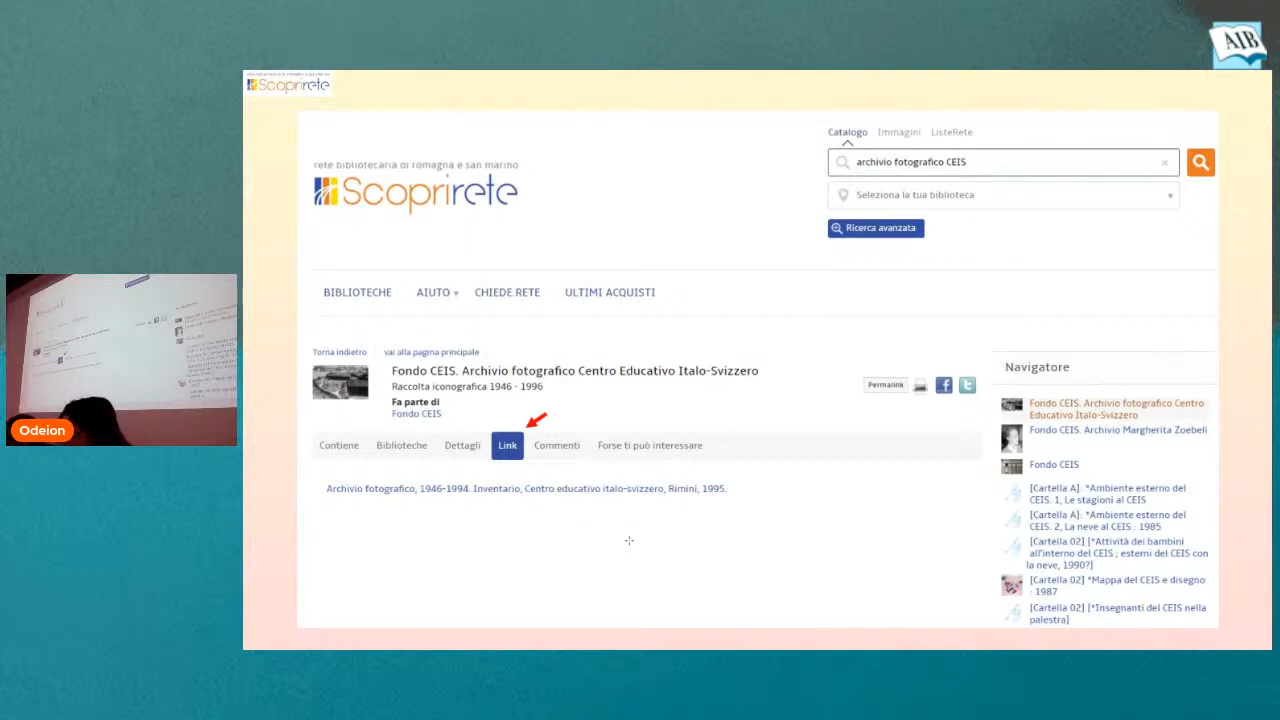 AIB
rete bibliotecaria di romagna e san marino
Scoprirete
Catalogo Immagini ListeRete
archivio fotografico CEIS ×
Seleziona la tua biblioteca
Ricerca avanzata
rete bibliotecaria di romagna e san marino
Scoprirete
BIBLIOTECHE AIUTO CHIEDE.RETE ULTIMI ACQUISTI
Torna indietro vai alla pagina principale
Fondo CEIS. Archivio fotografico Centro Educativo Italo-Svizzero
Raccolta iconografica 1946 - 1996
Fa parte di
Fondo CEIS
Permalink
Contiene Biblioteche Dettagli Link Commenti Forse ti può interessare
Archivio fotografico, 1946-1994. Inventario, Centro educativo italo-svizzero, Rimini, 1995.
Navigatore
Fondo CEIS. Archivio fotografico Centro
Educativo Italo-Svizzero
Fondo CEIS. Archivio Margherita Zoebeli
Fondo CEIS
[Cartella A]: *Ambiente esterno del
CEIS. 1, Le stagioni al CEIS
[Cartella A]: *Ambiente esterno del
CEIS. 2, La neve al CEIS : 1985
[Cartella 02] [*Attività dei bambini
all'interno del CEIS ; esterni del CEIS con
la neve, 1990?]
[Cartella 02] *Mappa del CEIS e disegno
: 1987
[Cartella 02] [*Insegnanti del CEIS nella
palestra]
Odeion